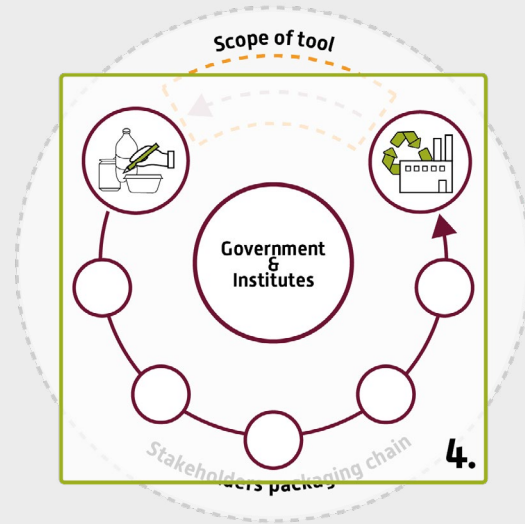 Scope of tool
Government
&
Institutes
Stakeholders packaging chain
4.